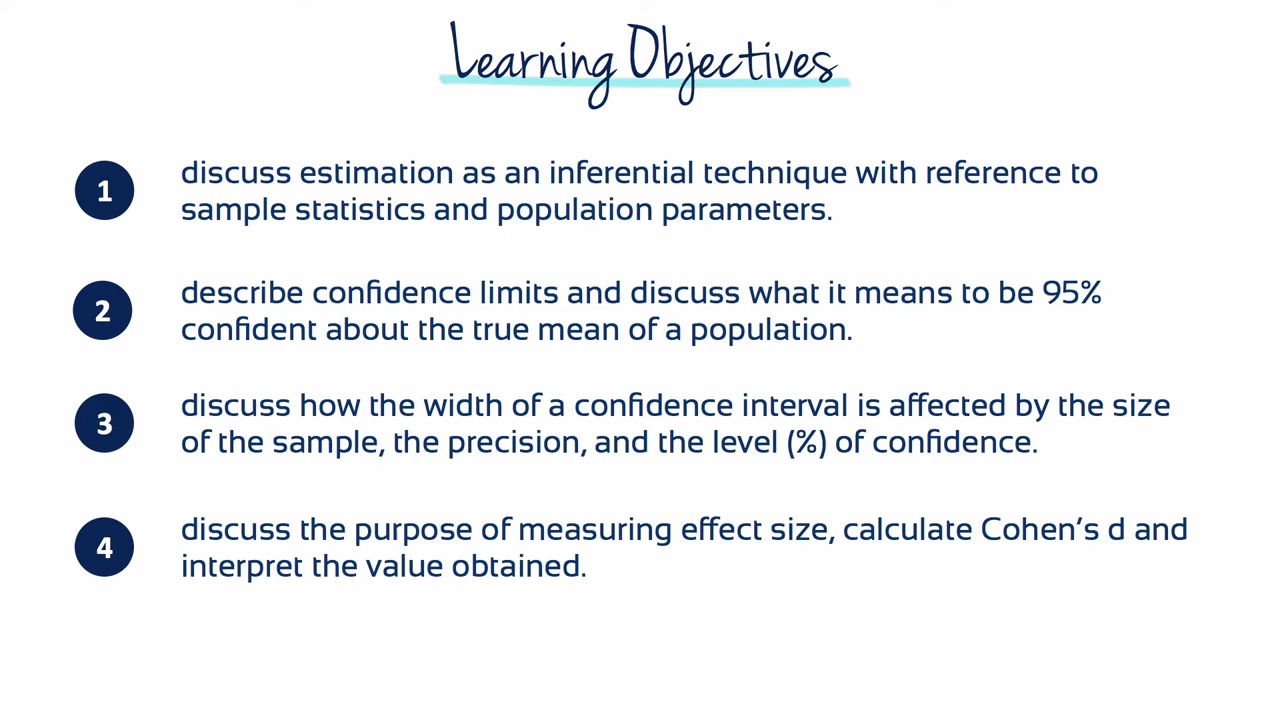 Learning Objectives
1
discuss estimation as an inferential technique with reference to
sample statistics and population parameters.
2
describe confidence limits and discuss what it means to be 95%
confident about the true mean of a population.
3
discuss how the width of a confidence interval is affected by the size
of the sample, the precision, and the level (%) of confidence.
4
discuss the purpose of measuring effect size, calculate Cohen's d and
interpret the value obtained.